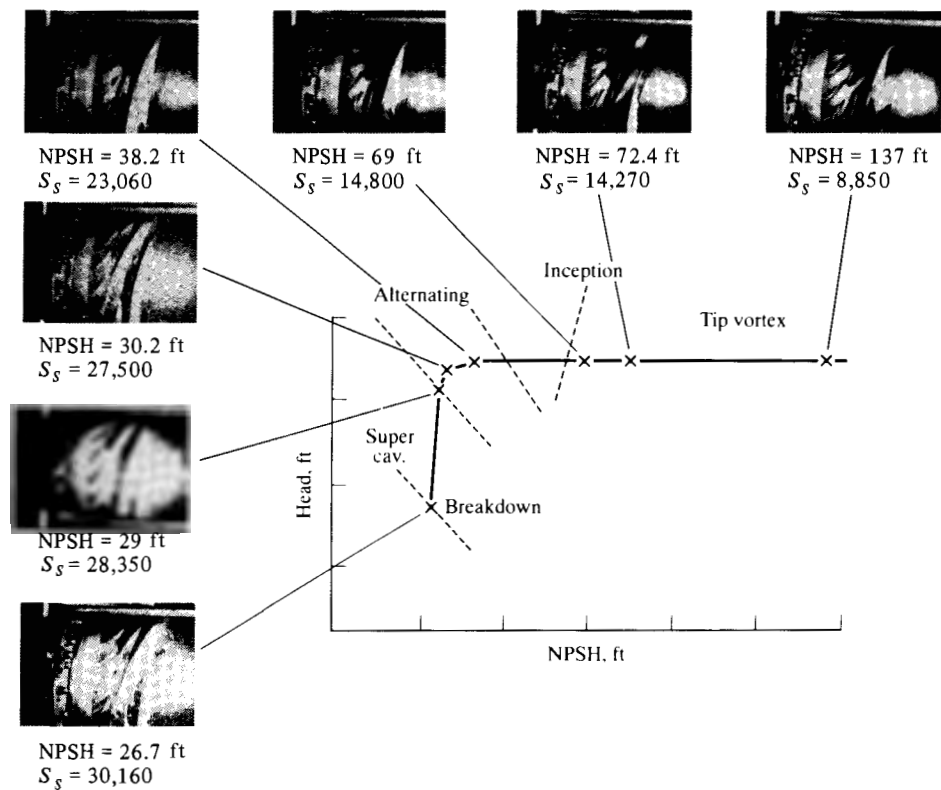 NPSH = 38.2 ft
S_s = 23,060
NPSH = 69 ft
S_s = 14,800
NPSH = 72.4 ft
S_s = 14,270
NPSH = 137 ft
S_s = 8,850
NPSH = 30.2 ft
S_s = 27,500
NPSH = 29 ft
S_s = 28,350
NPSH = 26.7 ft
S_s = 30,160
Alternating
Inception
Tip vortex
Super
cav.
Breakdown
Head, ft
NPSH, ft